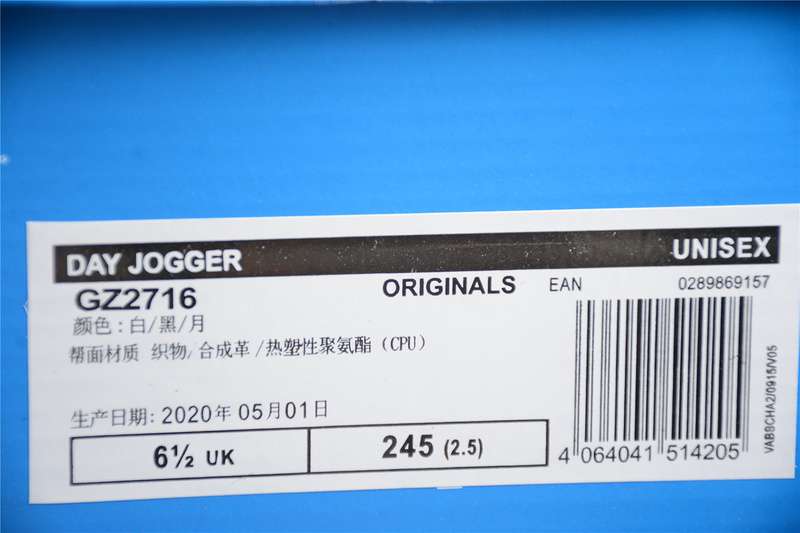 DAY JOGGER UNISEX
GZ2716 ORIGINALS EAN 0289869157
颜色：白/黑/月
帮面材质 织物/合成革/热塑性聚氨酯（CPU）
生产日期: 2020年 05月01日
6½ UK 245 (2.5)
4 064041 514205
VABSCHA2/0915/V05